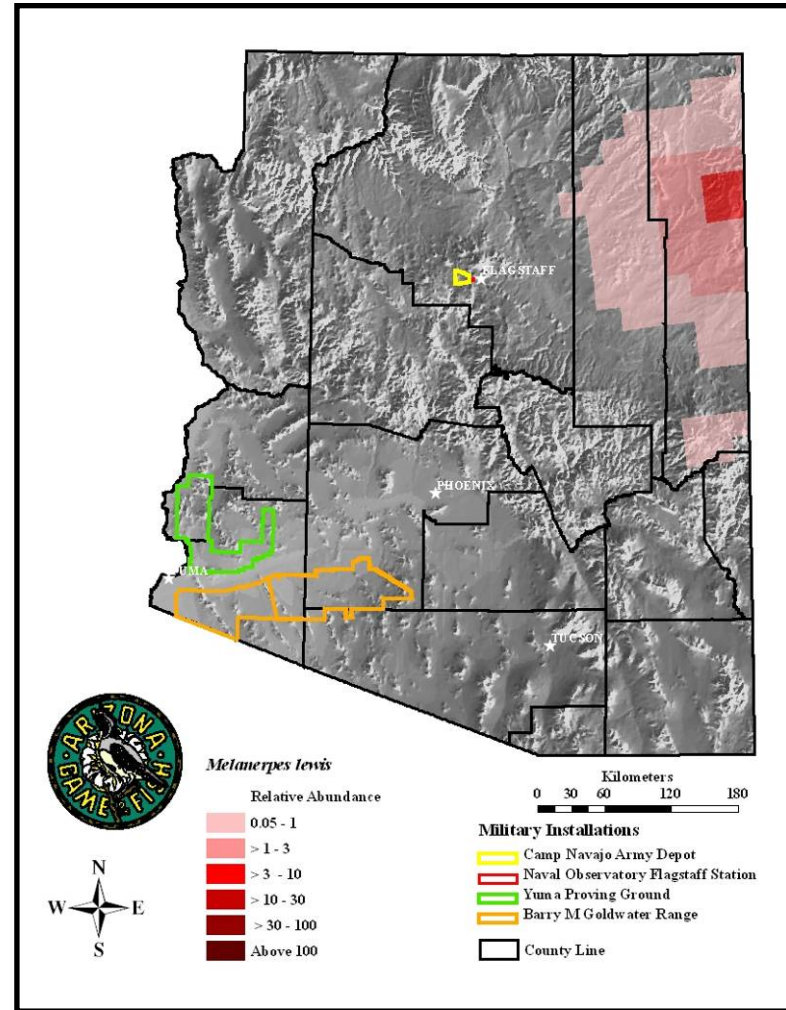 FLAGSTAFF
PHOENIX
YUMA
TUCSON
ARIZONA
GAME & FISH
N
W E
S
Melanerpes lewis
Relative Abundance
0.05 - 1
> 1 - 3
> 3 - 10
> 10 - 30
> 30 - 100
Above 100
Kilometers
0 30 60 120 180
Military Installations
Camp Navajo Army Depot
Naval Observatory Flagstaff Station
Yuma Proving Ground
Barry M Goldwater Range
County Line